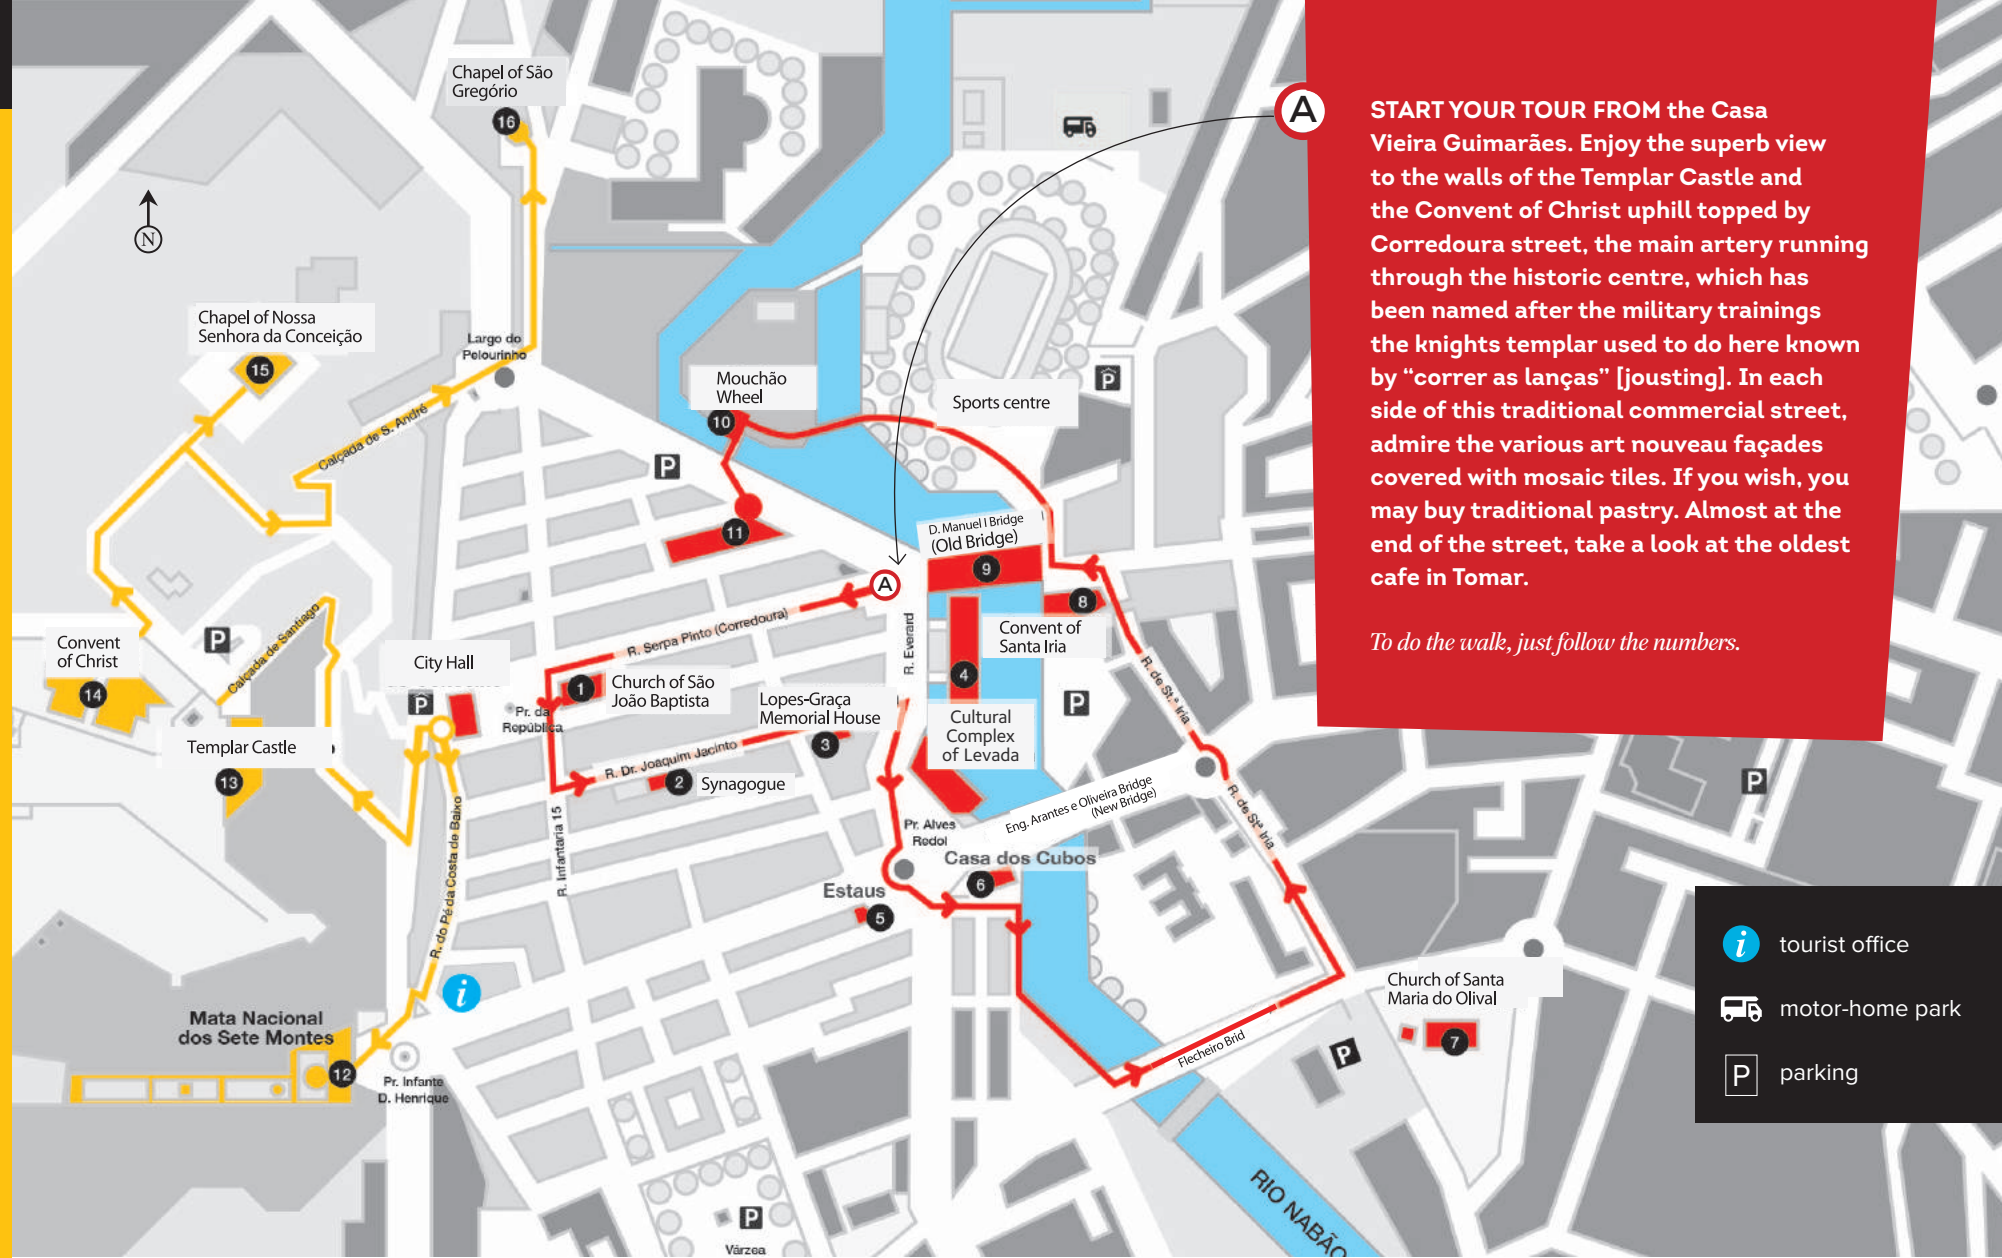 Chapel of São
Gregório
16
N
Chapel of Nossa
Senhora da Conceição
15
Largo do
Pelourinho
Calçada de S. André
Mouchão
Wheel
10
Sports centre
P
P
11
D. Manuel I Bridge
(Old Bridge)
9
A
8
Convent of
Santa Iria
R. Serpa Pinto (Corredoura)
R. Everard
4
Cultural
Complex
of Levada
P
R. de St.ª Iria
R. de Stª Iria
Convent
of Christ
14
P
Calçada de Santiago
City Hall
P
Pr. da
República
1
Church of São
João Baptista
Lopes-Graça
Memorial House
3
R. Dr. Joaquim Jacinto
2
Synagogue
Templar Castle
13
R. do Pé da Costa de Baixo
R. Infantaria 15
Pr. Alves
Redol
Eng. Arantes e Oliveira Bridge
(New Bridge)
Casa dos Cubos
6
Estaus
5
P
i
Mata Nacional
dos Sete Montes
12
Pr. Infante
D. Henrique
Flecheiro Brid
P
Church of Santa
Maria do Olival
7
RIO NABÃO
P
Várzea
A
START YOUR TOUR FROM the Casa
Vieira Guimarães. Enjoy the superb view
to the walls of the Templar Castle and
the Convent of Christ uphill topped by
Corredoura street, the main artery running
through the historic centre, which has
been named after the military trainings
the knights templar used to do here known
by “correr as lanças” [jousting]. In each
side of this traditional commercial street,
admire the various art nouveau façades
covered with mosaic tiles. If you wish, you
may buy traditional pastry. Almost at the
end of the street, take a look at the oldest
cafe in Tomar.
To do the walk, just follow the numbers.
i tourist office
motor-home park
P parking